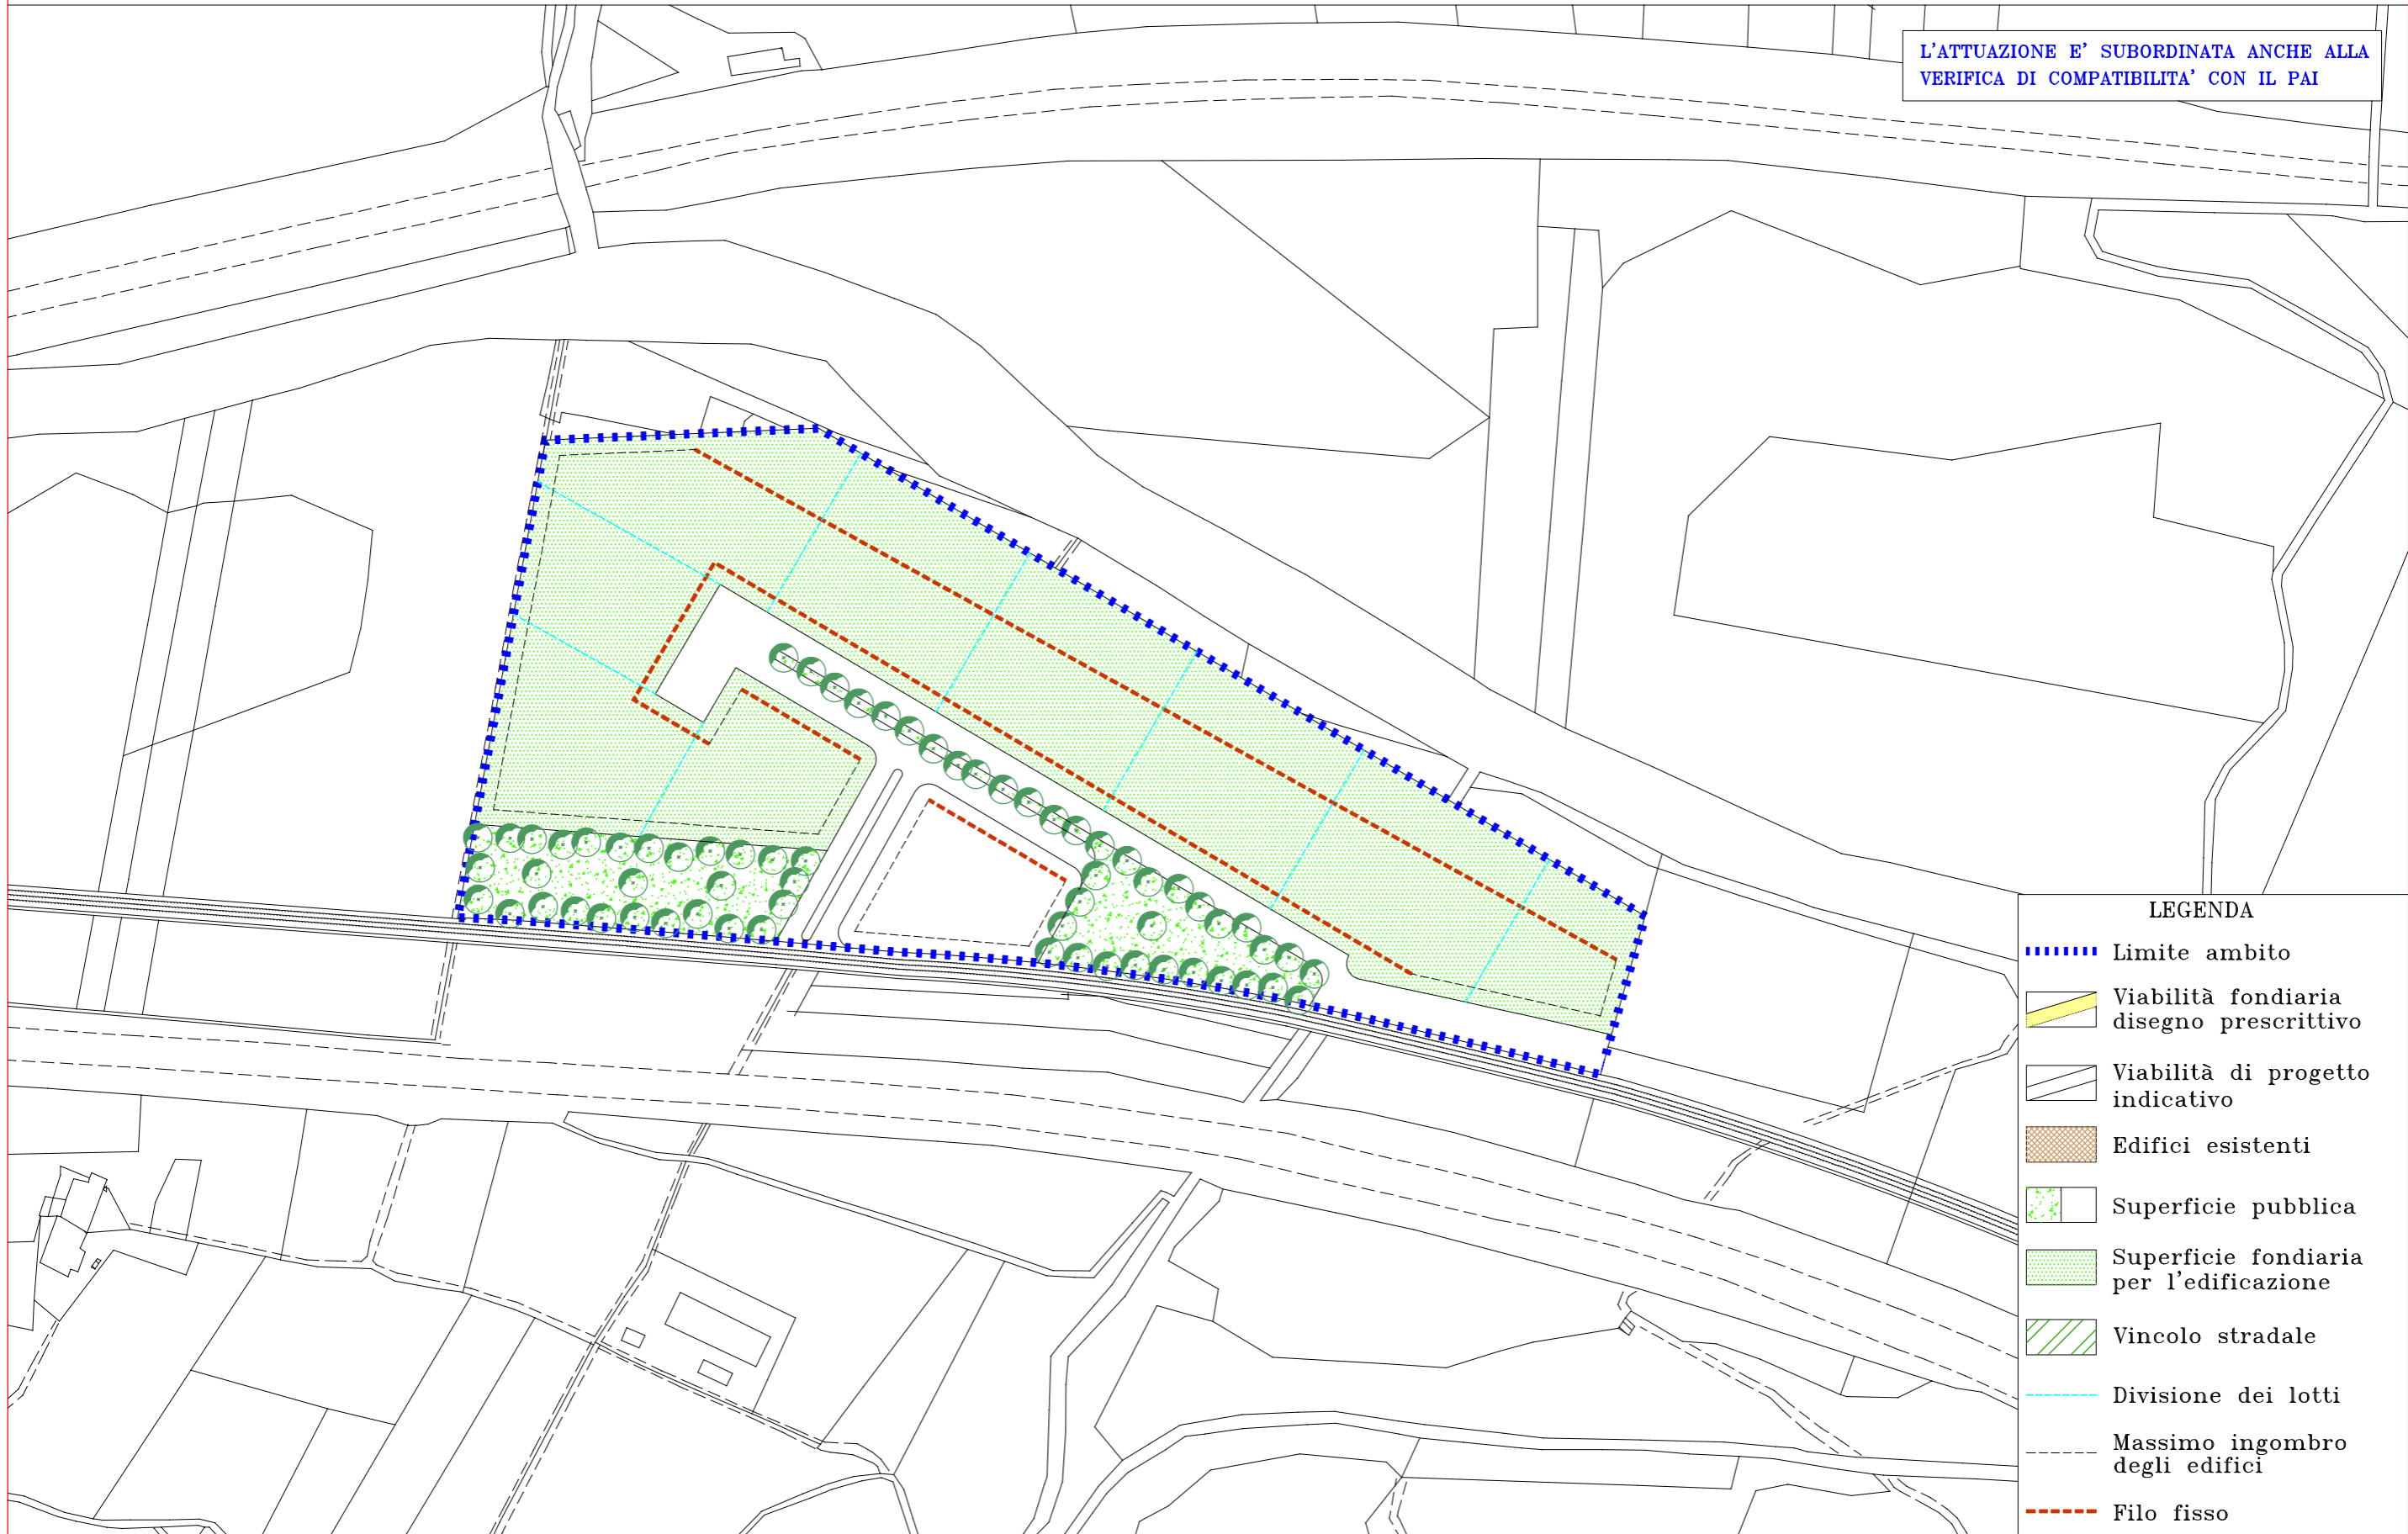 L'ATTUAZIONE E' SUBORDINATA ANCHE ALLA
VERIFICA DI COMPATIBILITA' CON IL PAI
LEGENDA
Limite ambito
Viabilità fondiaria
disegno prescrittivo
Viabilità di progetto
indicativo
Edifici esistenti
Superficie pubblica
Superficie fondiaria
per l'edificazione
Vincolo stradale
Divisione dei lotti
Massimo ingombro
degli edifici
Filo fisso